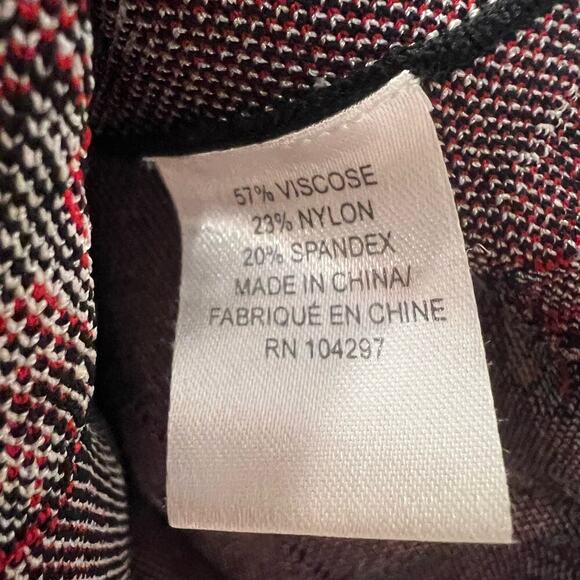 57% VISCOSE
23% NYLON
20% SPANDEX
MADE IN CHINA/
FABRIQUÉ EN CHINE
RN 104297